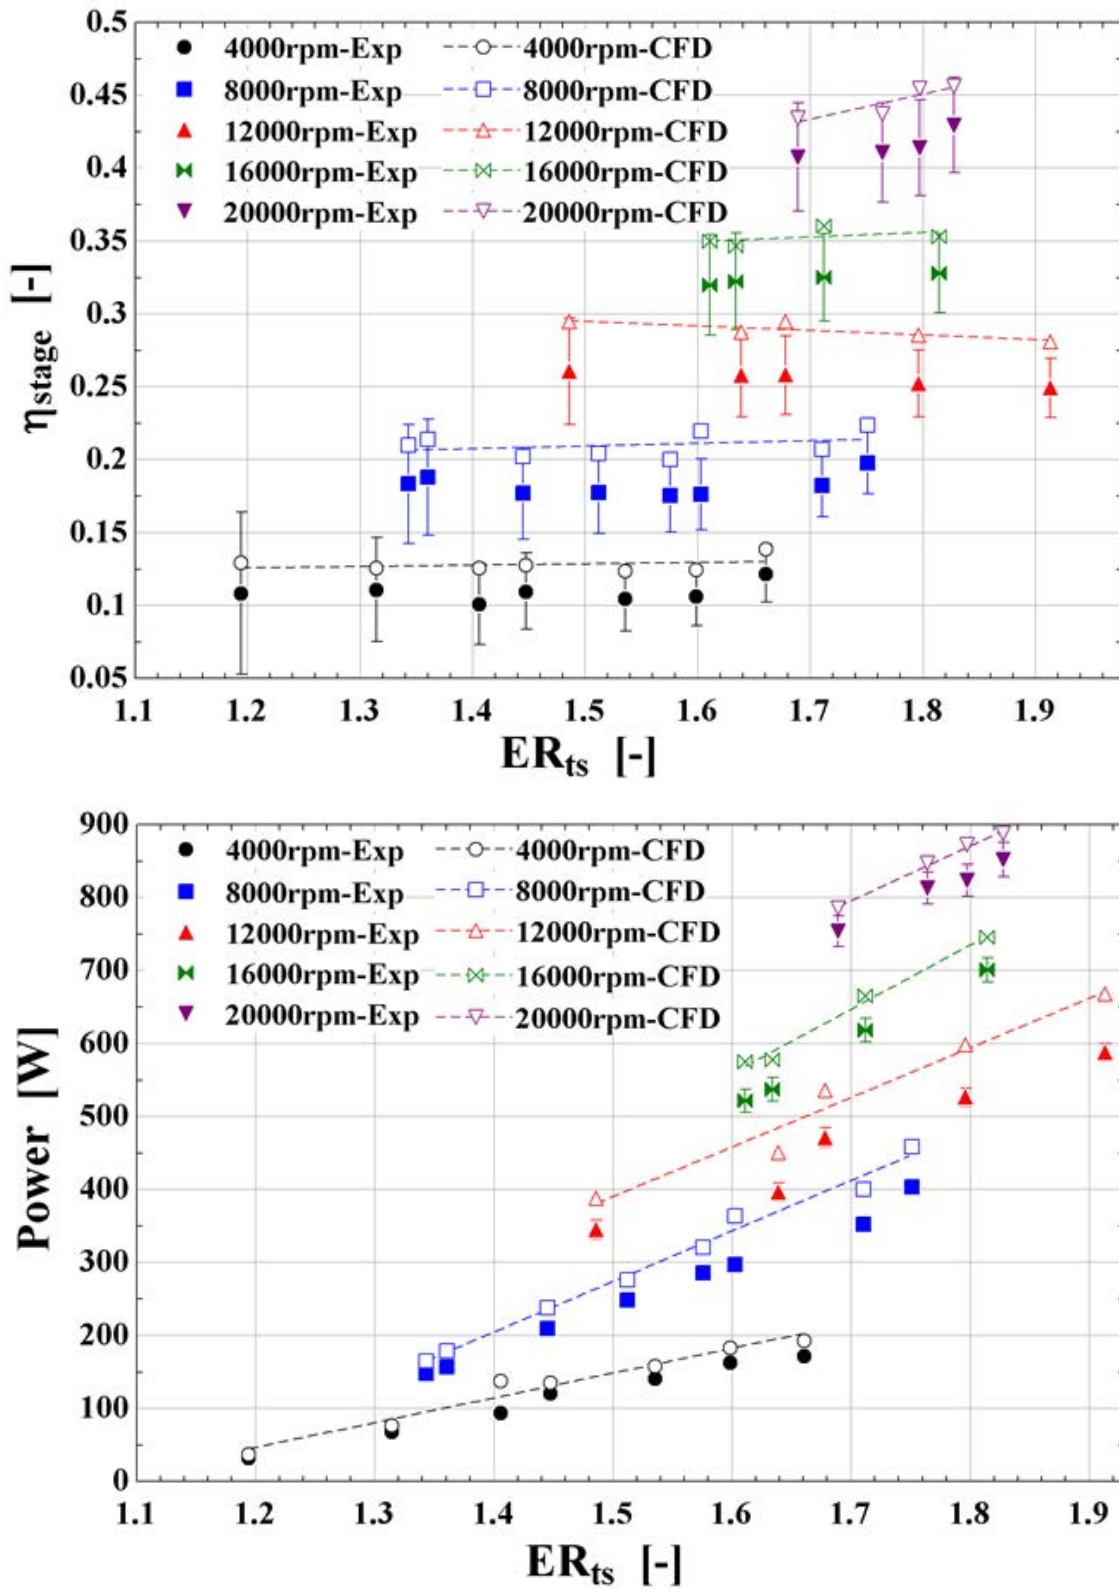 0.5
0.45
0.4
0.35
0.3
0.25
0.2
0.15
0.1
0.05
ηstage [-]
4000rpm-Exp 4000rpm-CFD
8000rpm-Exp 8000rpm-CFD
12000rpm-Exp 12000rpm-CFD
16000rpm-Exp 16000rpm-CFD
20000rpm-Exp 20000rpm-CFD
1.1 1.2 1.3 1.4 1.5 1.6 1.7 1.8 1.9
ERts [-]
900
800
700
600
500
400
300
200
100
0
Power [W]
4000rpm-Exp 4000rpm-CFD
8000rpm-Exp 8000rpm-CFD
12000rpm-Exp 12000rpm-CFD
16000rpm-Exp 16000rpm-CFD
20000rpm-Exp 20000rpm-CFD
1.1 1.2 1.3 1.4 1.5 1.6 1.7 1.8 1.9
ERts [-]